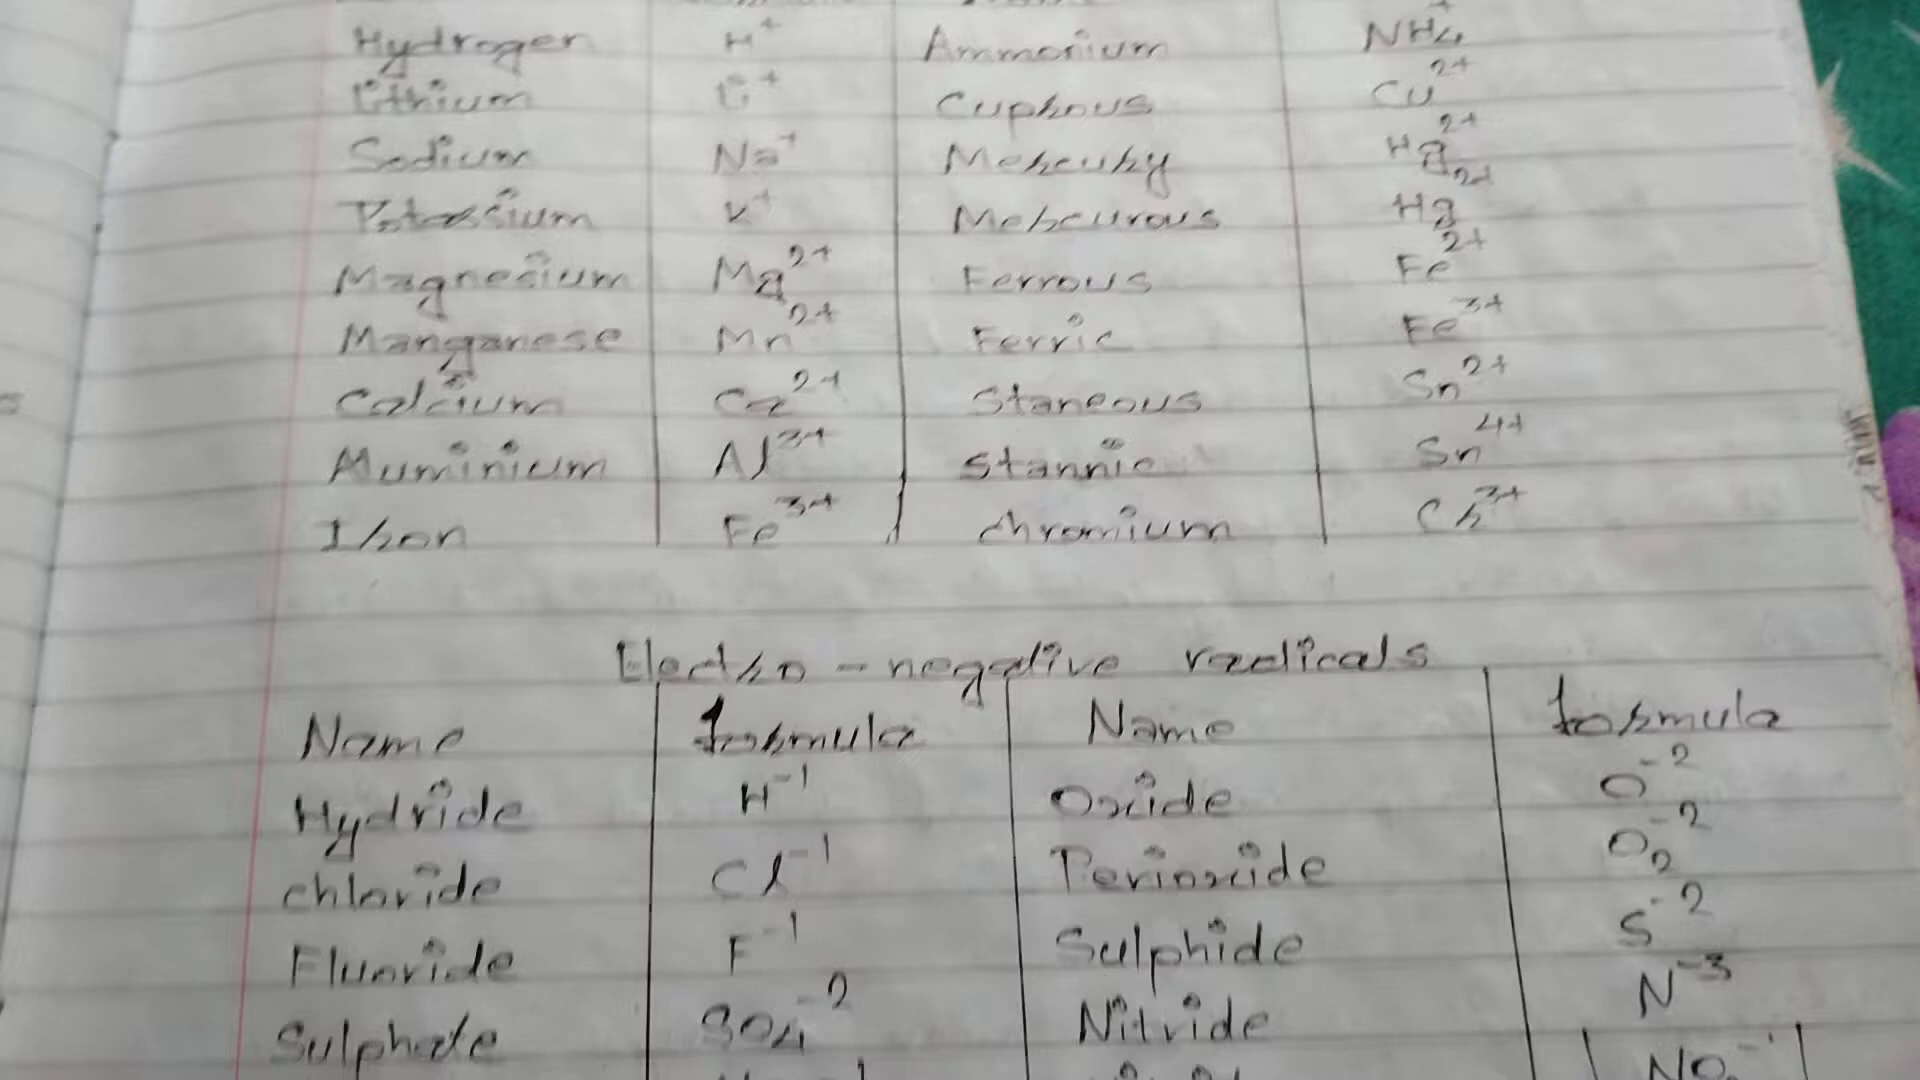 Hydrogen H⁺ Ammonium NH₄⁺
Lithium Li⁺ Cuprous Cu²⁺
Sodium Na⁺ Mercury Hg²⁺
Potassium K⁺ Mercurous Hg²⁺
Magnesium Mg²⁺ Ferrous Fe²⁺
Manganese Mn²⁺ Ferric Fe³⁺
Calcium Ca²⁺ Staneous Sn²⁺
Aluminium Al³⁺ Stannic Sn⁴⁺
Iron Fe³⁺ chromium Cr³⁺
Electro - negative radicals
Name formula Name formula
Hydride H⁻¹ Oxide O⁻²
chloride Cl⁻¹ Perioxide O₂⁻²
Fluoride F⁻¹ Sulphide S⁻²
Sulphate SO₄⁻² Nitride N⁻³